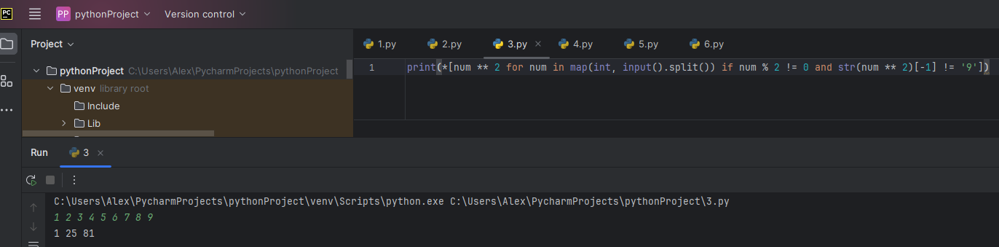 PC PP pythonProject Version control
Project
1.py 2.py 3.py 4.py 5.py 6.py
pythonProject C:\Users\Alex\PycharmProjects\pythonProject
venv library root
Include
Lib
1 print(*[num ** 2 for num in map(int, input().split()) if num % 2 != 0 and str(num ** 2)[-1] != '9'])
Run 3
C:\Users\Alex\PycharmProjects\pythonProject\venv\Scripts\python.exe C:\Users\Alex\PycharmProjects\pythonProject\3.py
1 2 3 4 5 6 7 8 9
1 25 81